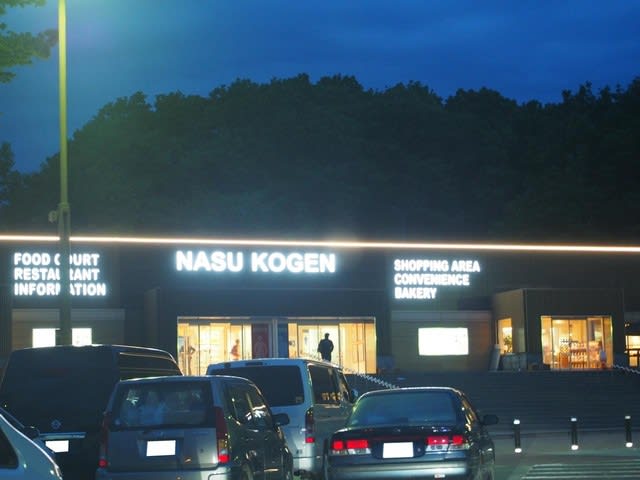 FOOD COURT
RESTAURANT
INFORMATION
NASU KOGEN
SHOPPING AREA
CONVENIENCE
BAKERY